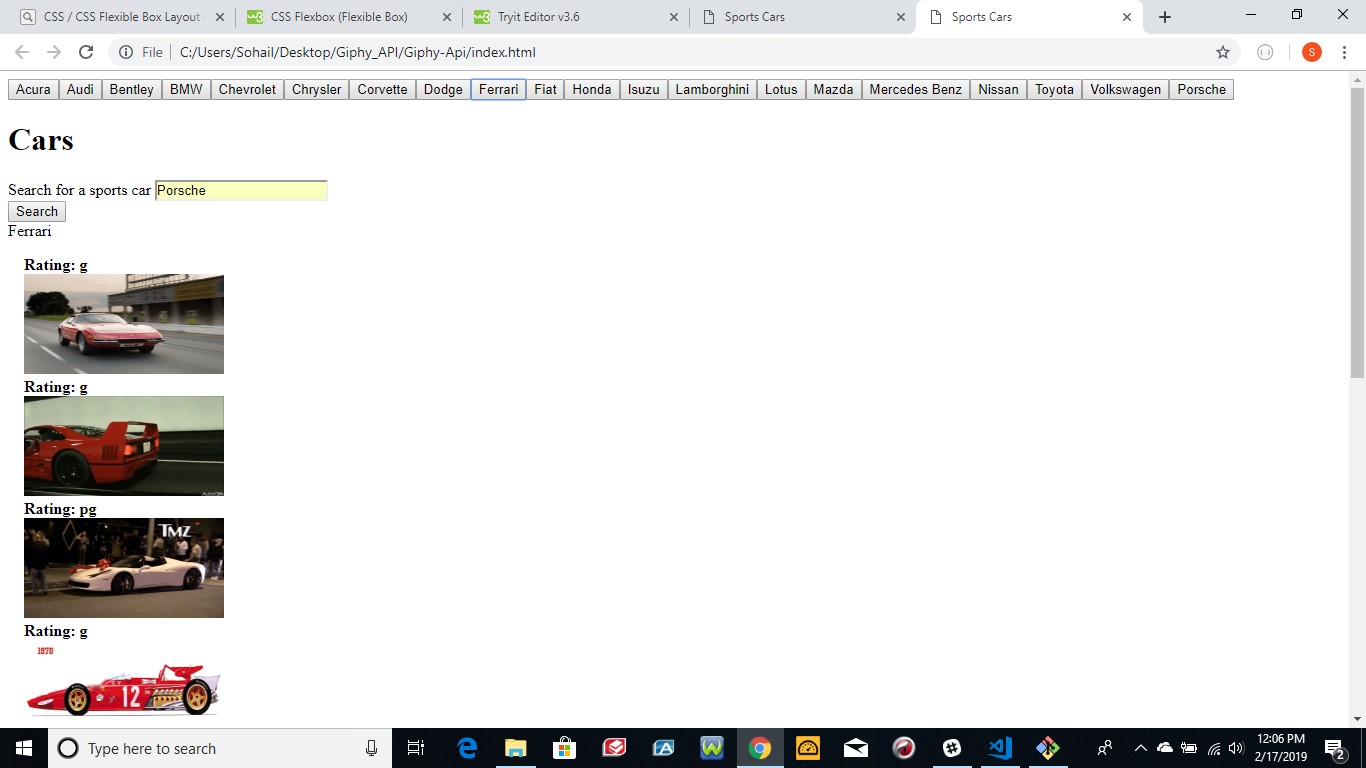 CSS / CSS Flexible Box Layout
CSS Flexbox (Flexible Box)
Tryit Editor v3.6
Sports Cars
Sports Cars
File
C:/Users/Sohail/Desktop/Giphy_API/Giphy-Api/index.html
S
Acura Audi Bentley BMW Chevrolet Chrysler Corvette Dodge Ferrari Fiat Honda Isuzu Lamborghini Lotus Mazda Mercedes Benz Nissan Toyota Volkswagen Porsche
Cars
Search for a sports car Porsche
Search
Ferrari
Rating: g
Rating: g
Rating: pg
TMZ
Rating: g
1970
12
Type here to search
12:06 PM
2/17/2019
2